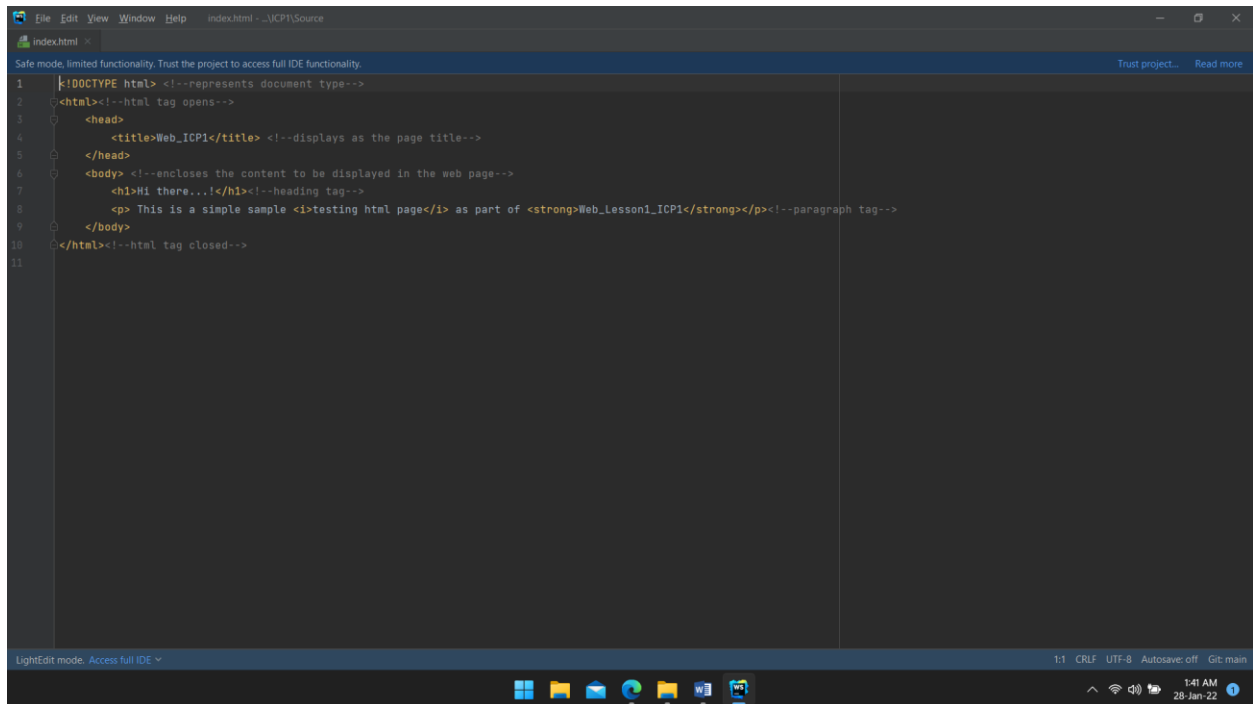 File Edit View Window Help index.html - ...\ICP1\Source
index.html
Safe mode, limited functionality. Trust the project to access full IDE functionality. Trust project... Read more
1 <!DOCTYPE html> <!--represents document type-->
2 <html><!--html tag opens-->
3 <head>
4 <title>Web_ICP1</title> <!--displays as the page title-->
5 </head>
6 <body> <!--encloses the content to be displayed in the web page-->
7 <h1>Hi there...!</h1><!--heading tag-->
8 <p> This is a simple sample <i>testing html page</i> as part of <strong>Web_Lesson1_ICP1</strong></p><!--paragraph tag-->
9 </body>
10 </html><!--html tag closed-->
11
LightEdit mode. Access full IDE 1:1 CRLF UTF-8 Autosave: off Git: main
W WS 1:41 AM
28-Jan-22 1